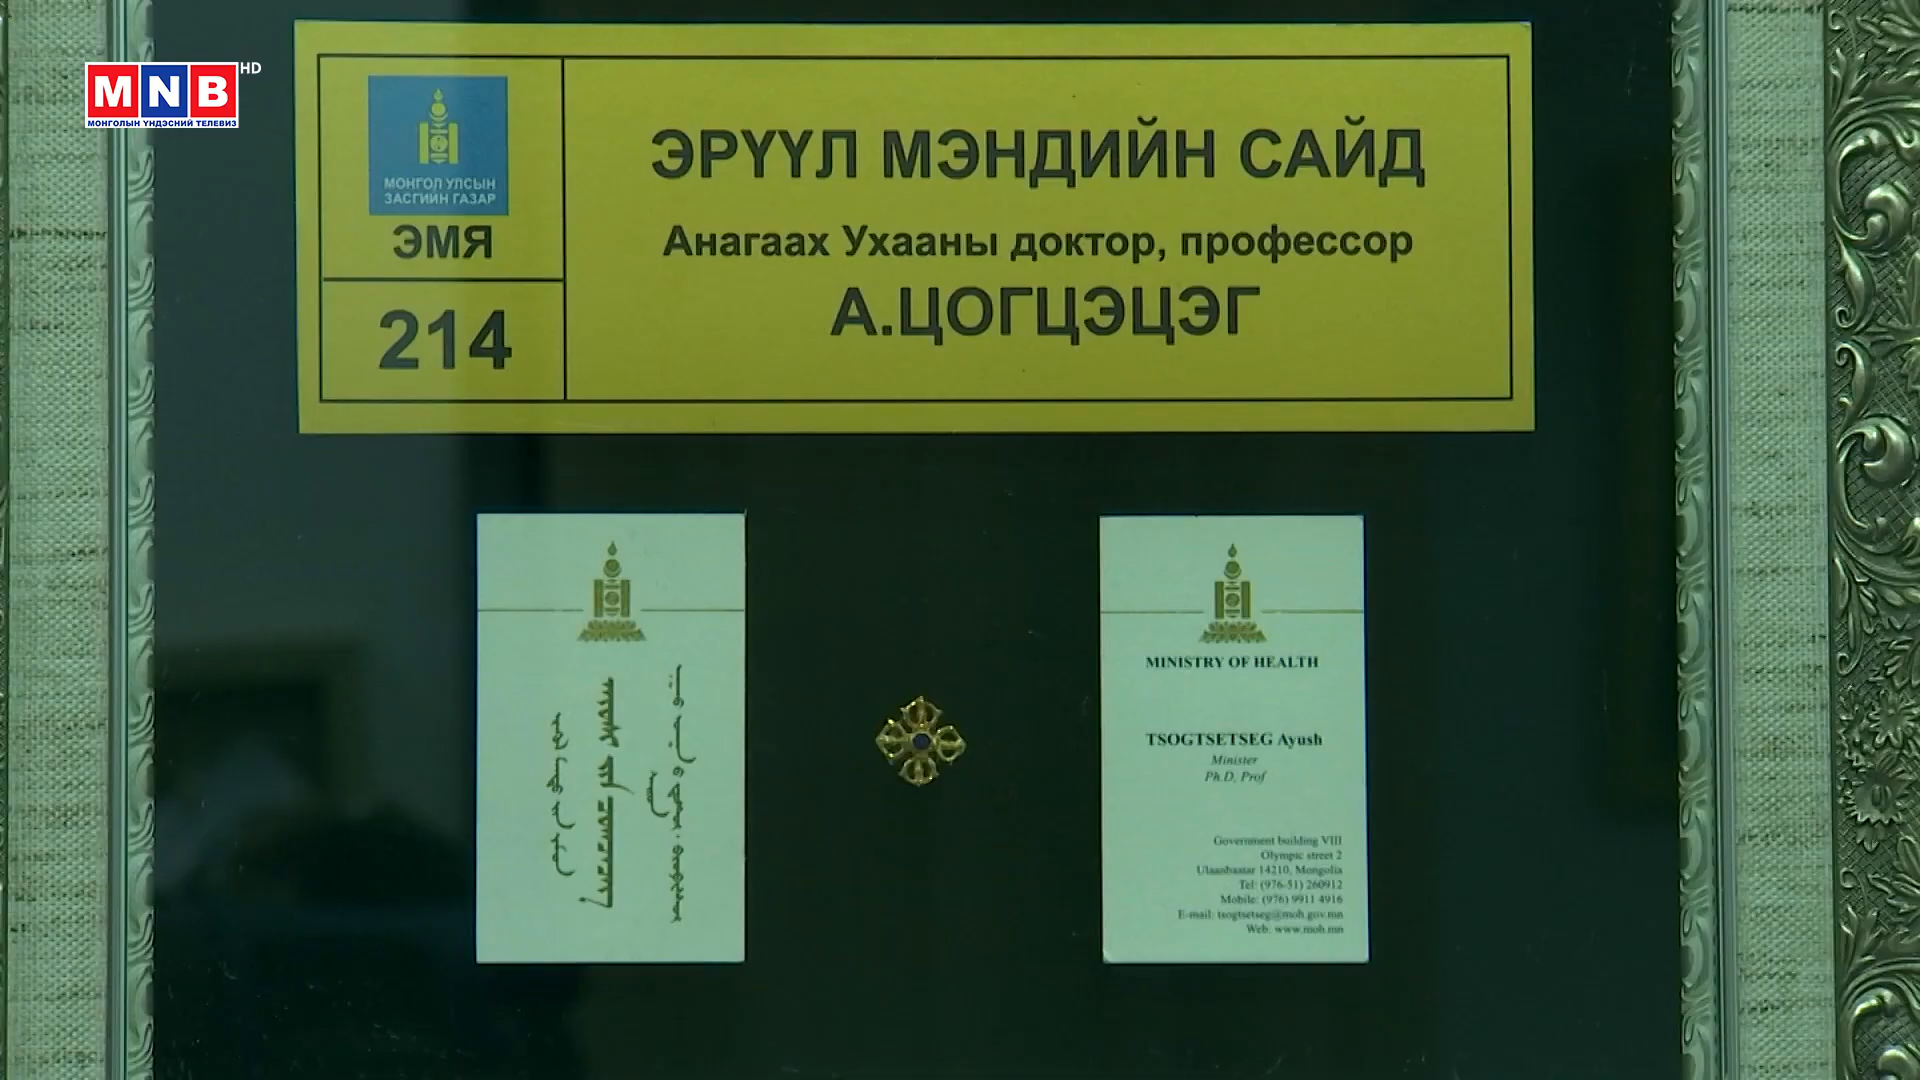 MNB HD
МОНГОЛЫН ҮНДЭСНИЙ ТЕЛЕВИЗ
МОНГОЛ УЛСЫН
ЗАСГИЙН ГАЗАР
ЭМЯ
214
ЭРҮҮЛ МЭНДИЙН САЙД
Анагаах Ухааны доктор, профессор
А.ЦОГЦЭЦЭГ
MINISTRY OF HEALTH
TSOGTSETSEG Ayush
Minister
Ph.D, Prof
Government building VIII
Olympic street 2
Ulaanbaatar 14210, Mongolia
Tel: (976-51) 260912
Mobile: (976) 9911 4916
E-mail: tsogtsetseg@moh.gov.mn
Web: www.moh.mn